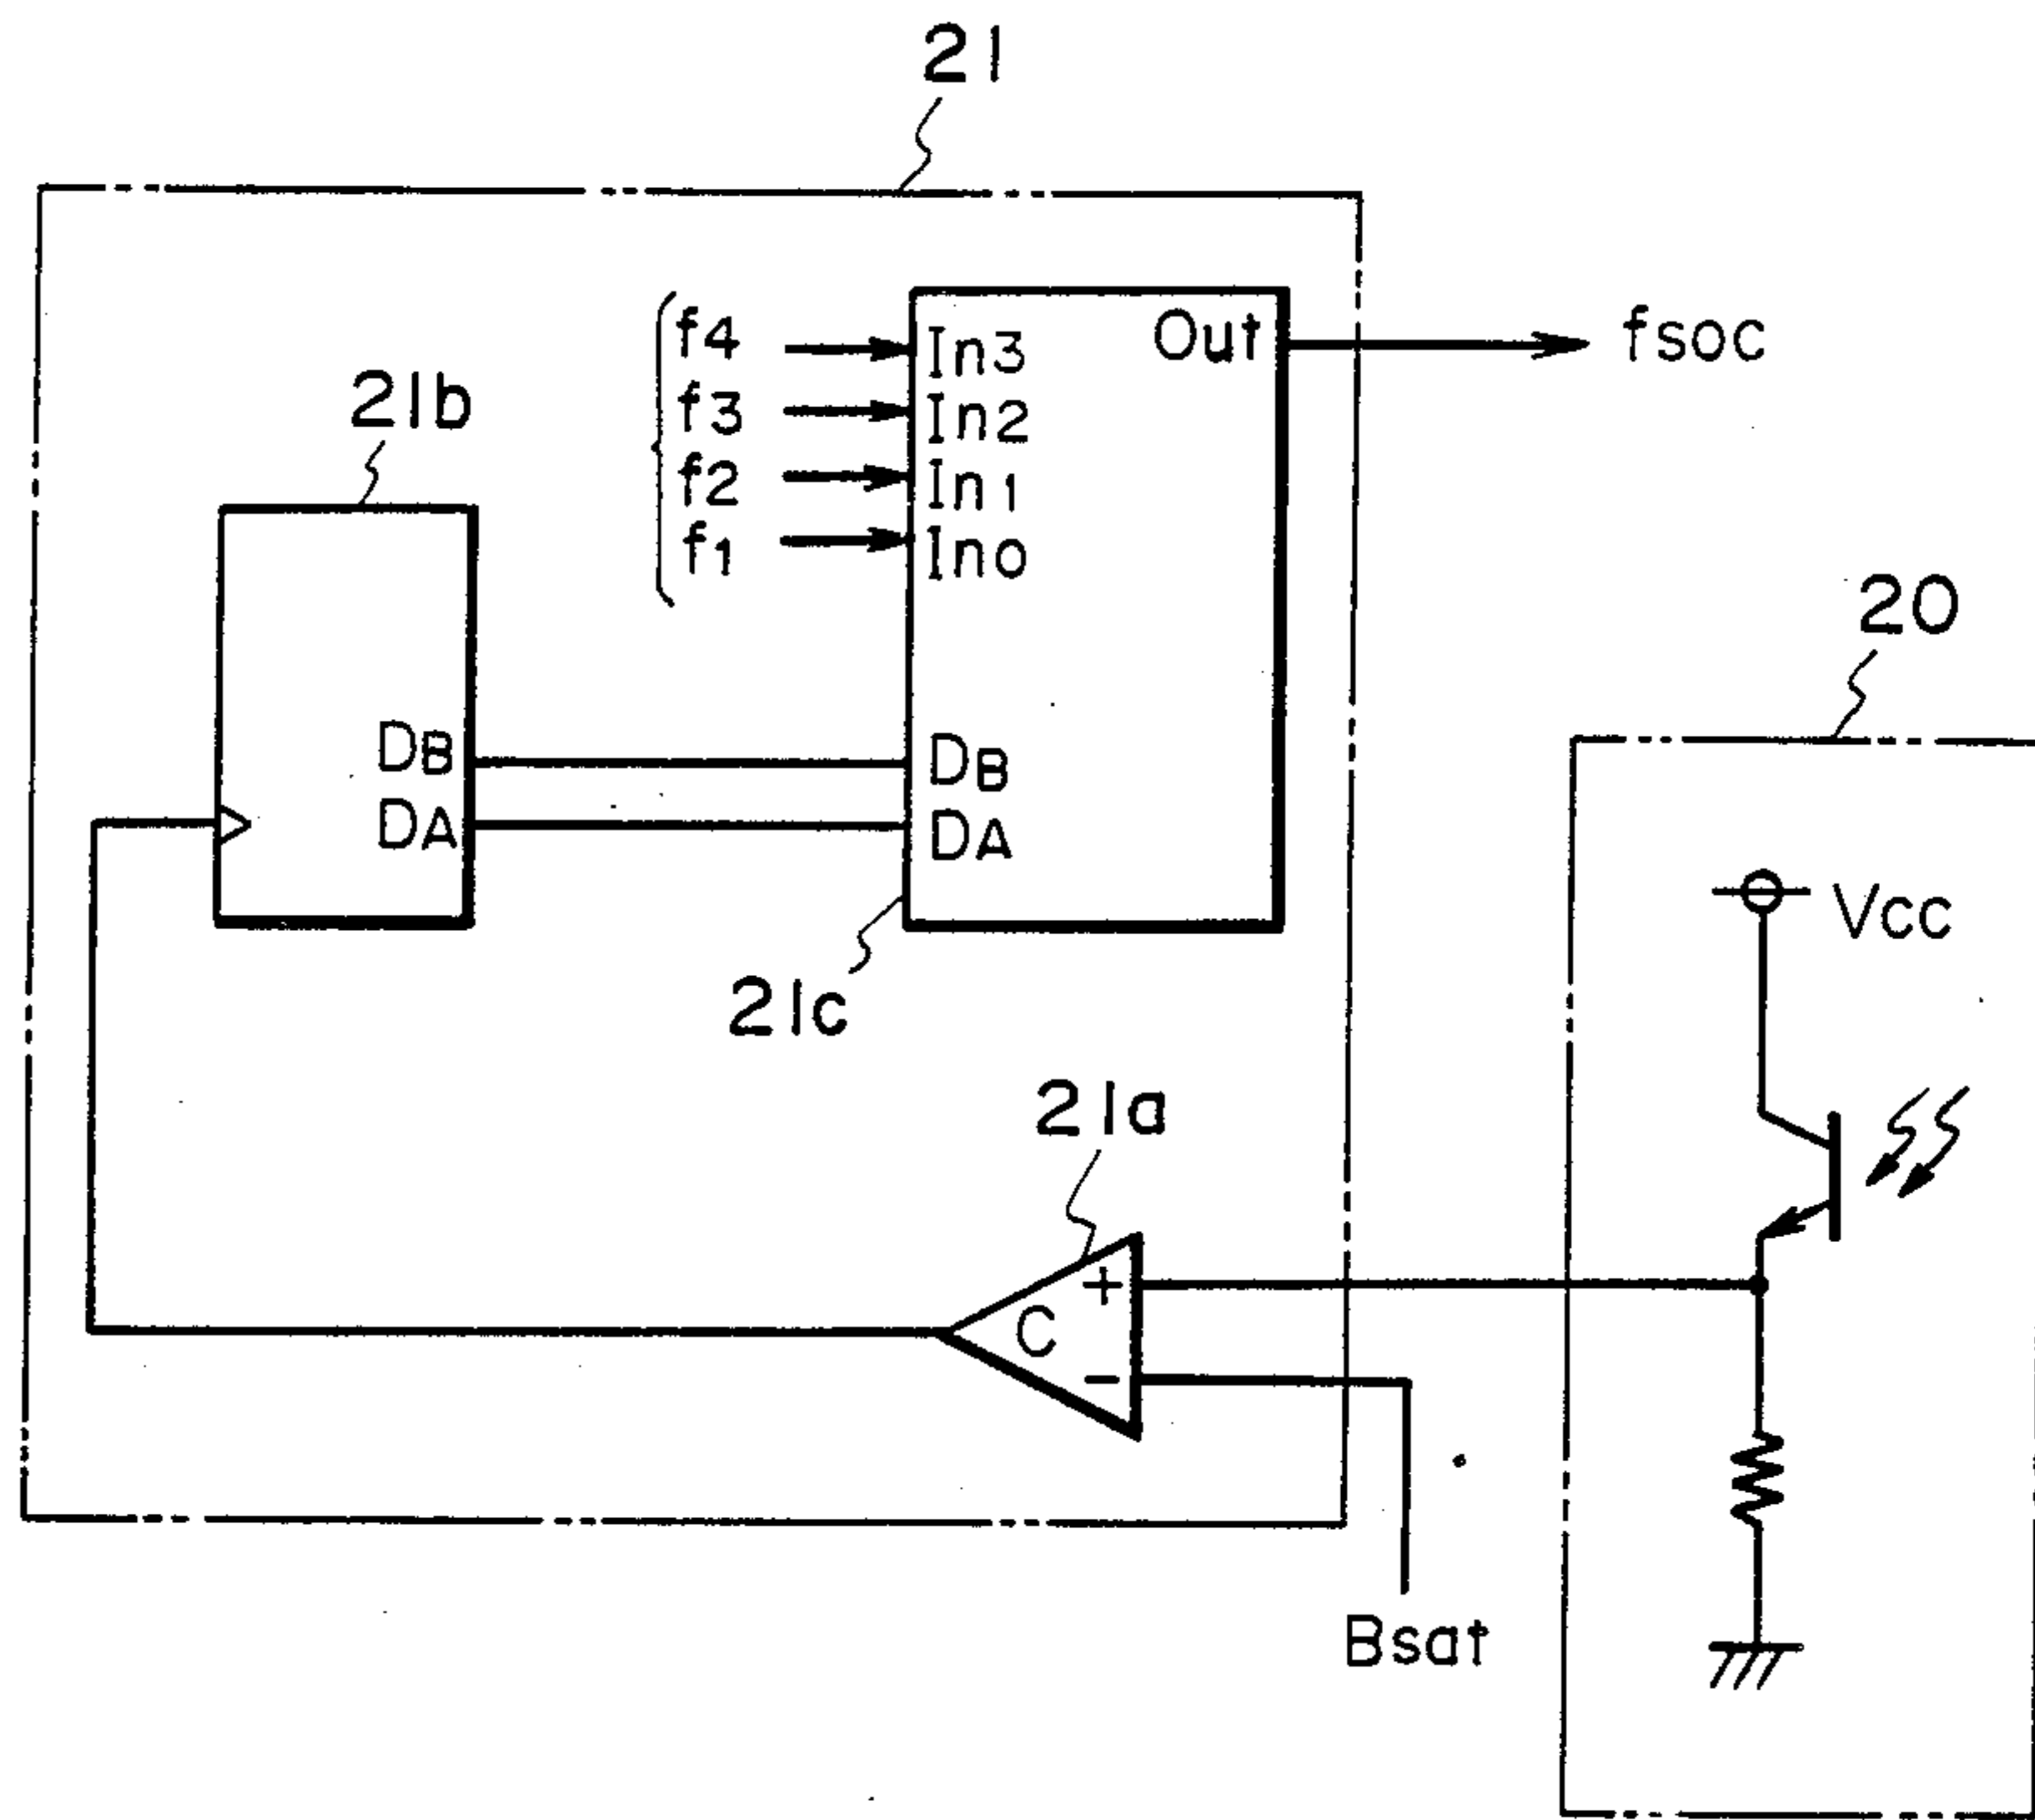 21
f4 In3 Out fsoc
f3 In2
f2 In1
f1 In0
21b
20
DB DB
DA DA
Vcc
21c
21a
+
C
−
Bsat